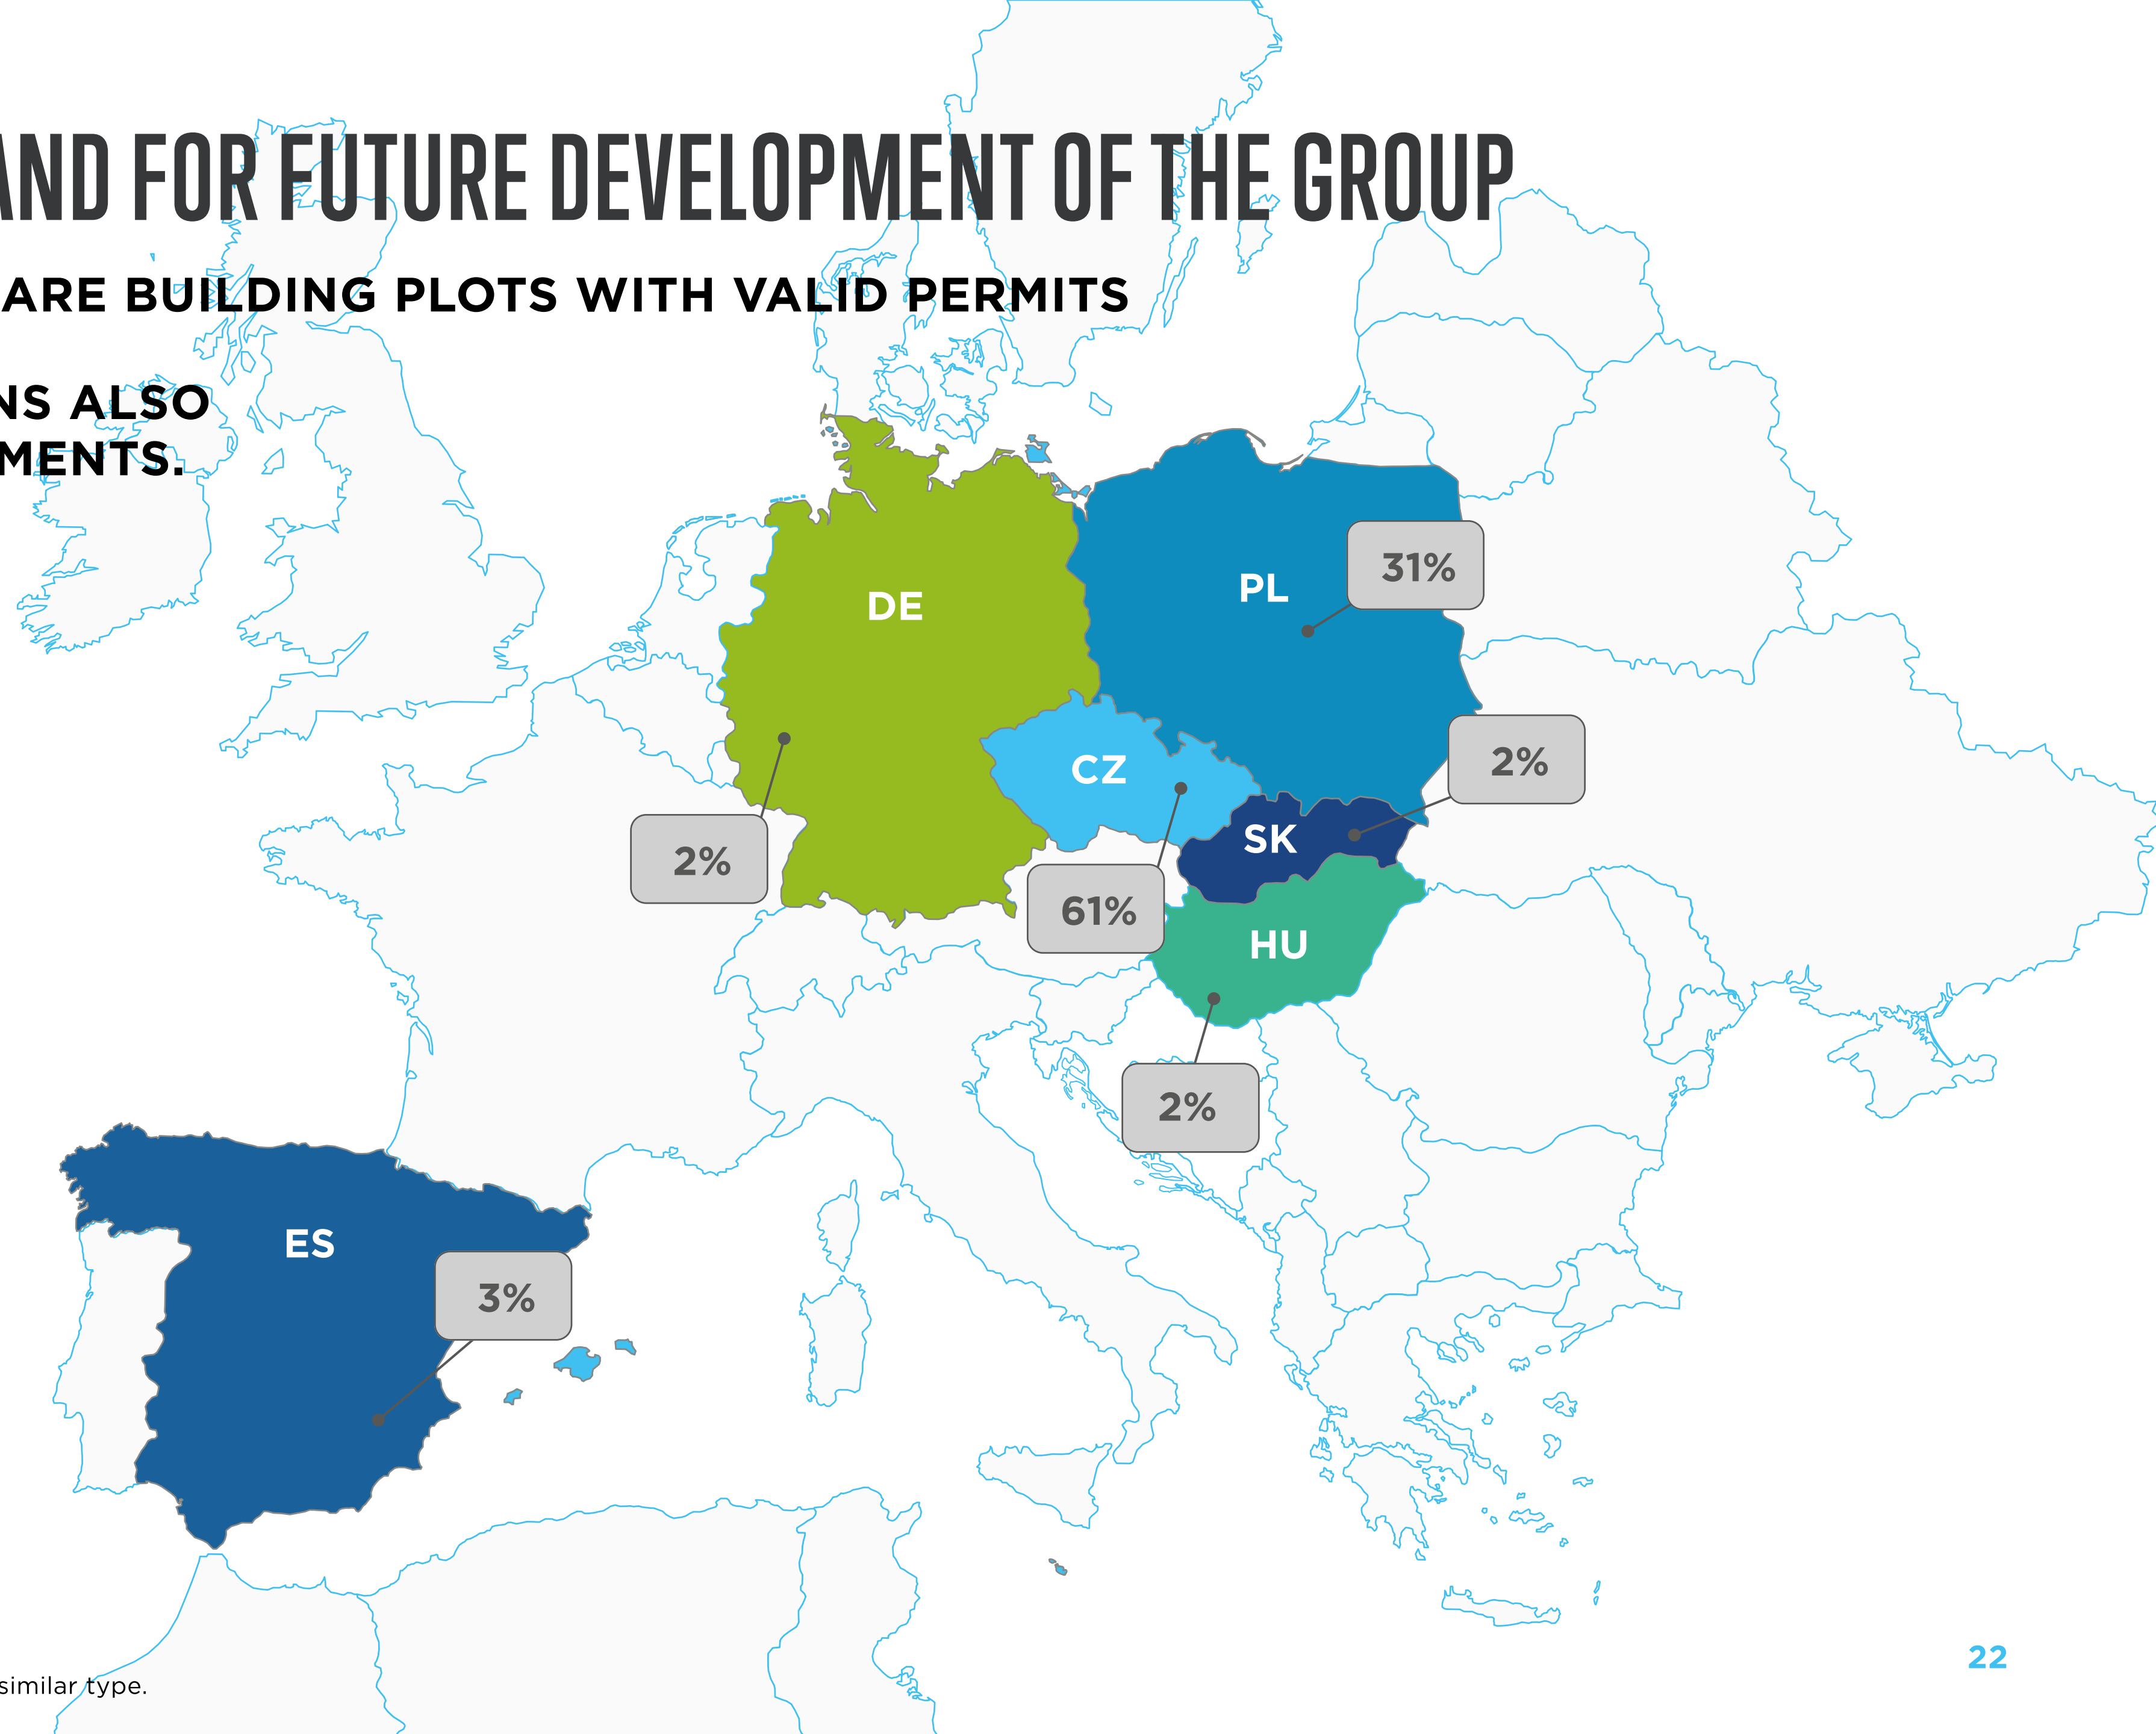 AND FOR FUTURE DEVELOPMENT OF THE GROUP
ARE BUILDING PLOTS WITH VALID PERMITS
NS ALSO
MENTS.
DE
PL
31%
CZ
2%
SK
2%
61%
HU
2%
ES
3%
22
similar type.